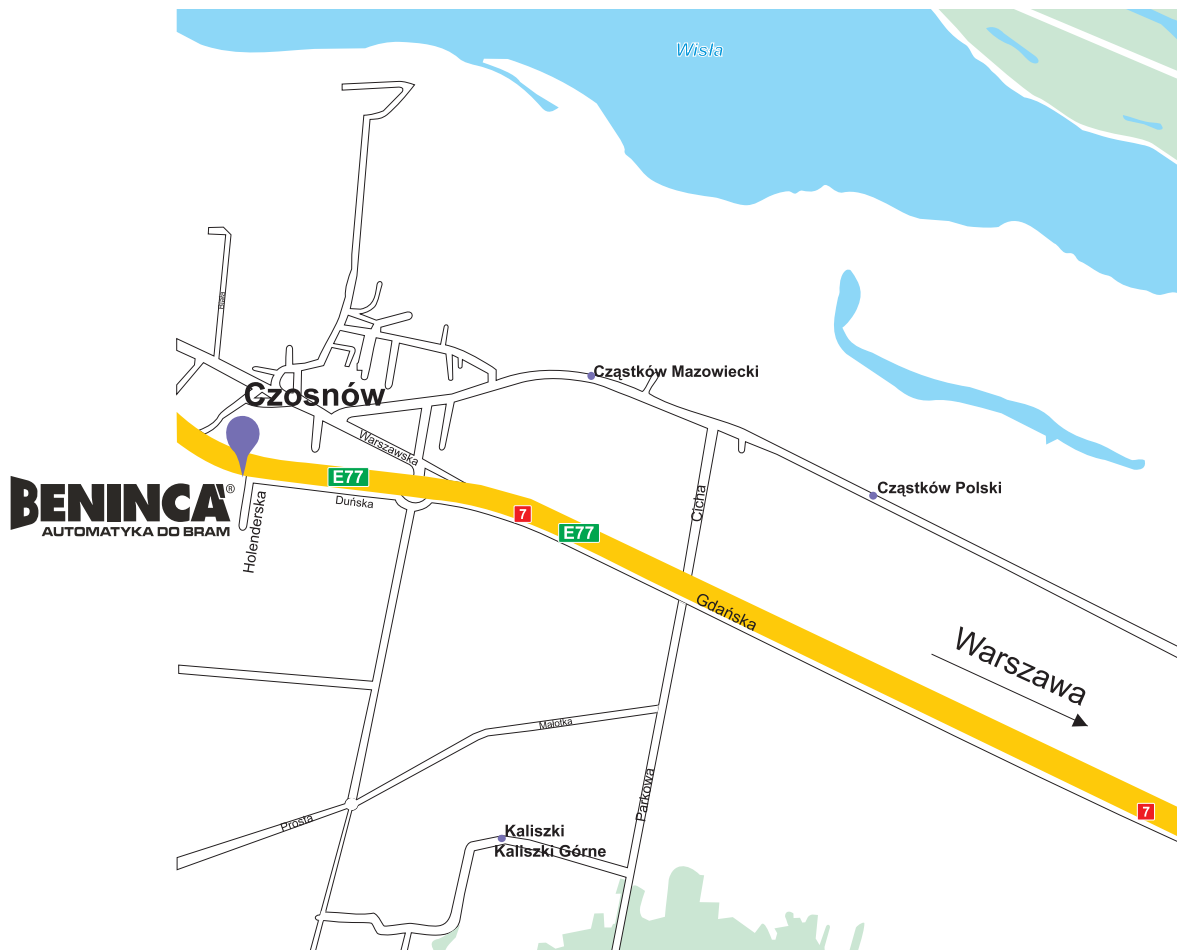 Wisła
Cząstków Mazowiecki
Czosnów
Warszawska
E77
BENINCA'®
AUTOMATYKA DO BRAM
Holenderska
Duńska
7
E77
Cicha
Cząstków Polski
Gdańska
Warszawa
Małotka
Parkowa
7
Prosta
Kaliszki
Kaliszki Górne